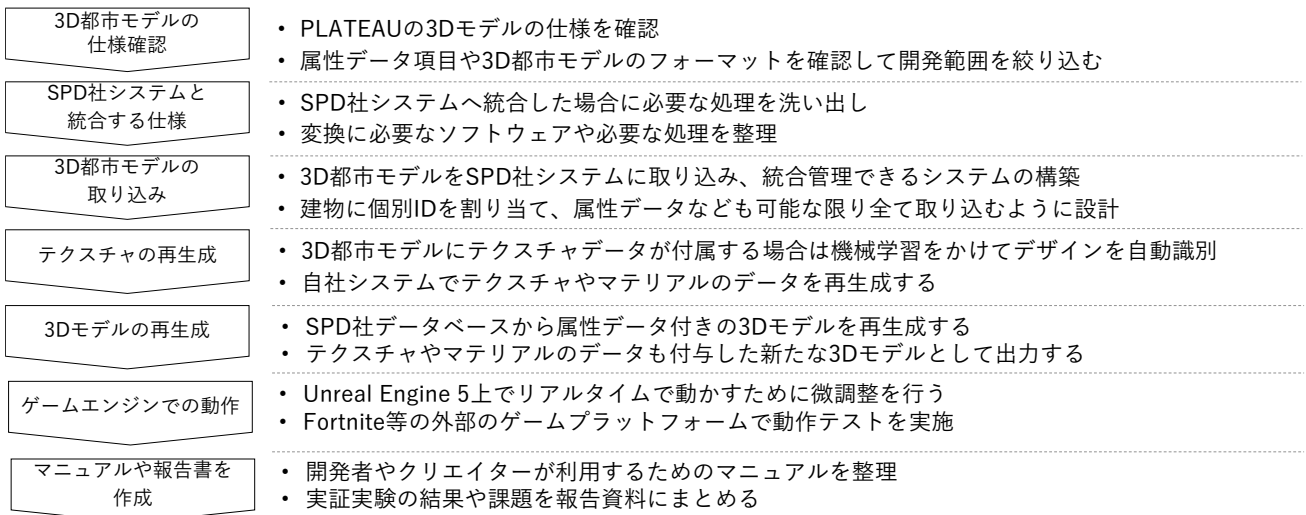 3D都市モデルの
仕様確認
• PLATEAUの3Dモデルの仕様を確認
• 属性データ項目や3D都市モデルのフォーマットを確認して開発範囲を絞り込む
SPD社システムと
統合する仕様
• SPD社システムへ統合した場合に必要な処理を洗い出し
• 変換に必要なソフトウェアや必要な処理を整理
3D都市モデルの
取り込み
• 3D都市モデルをSPD社システムに取り込み、統合管理できるシステムの構築
• 建物に個別IDを割り当て、属性データなども可能な限り全て取り込むように設計
テクスチャの再生成
• 3D都市モデルにテクスチャデータが付属する場合は機械学習をかけてデザインを自動識別
• 自社システムでテクスチャやマテリアルのデータを再生成する
3Dモデルの再生成
• SPD社データベースから属性データ付きの3Dモデルを再生成する
• テクスチャやマテリアルのデータも付与した新たな3Dモデルとして出力する
ゲームエンジンでの動作
• Unreal Engine 5上でリアルタイムで動かすために微調整を行う
• Fortnite等の外部のゲームプラットフォームで動作テストを実施
マニュアルや報告書を
作成
• 開発者やクリエイターが利用するためのマニュアルを整理
• 実証実験の結果や課題を報告資料にまとめる